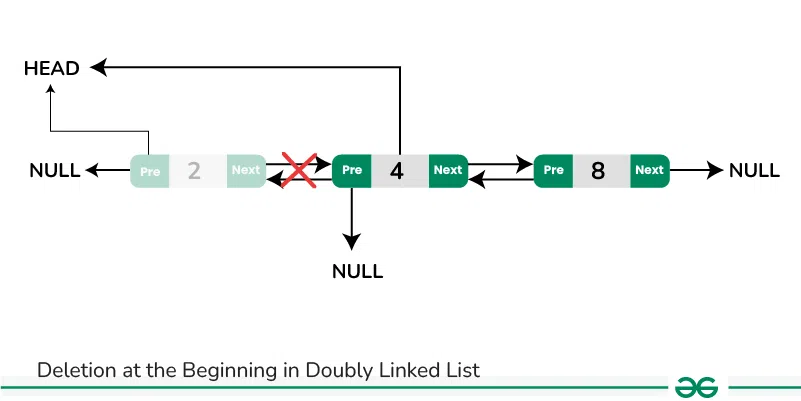 HEAD
NULL Pre 2 Next Pre 4 Next Pre 8 Next NULL
NULL
Deletion at the Beginning in Doubly Linked List